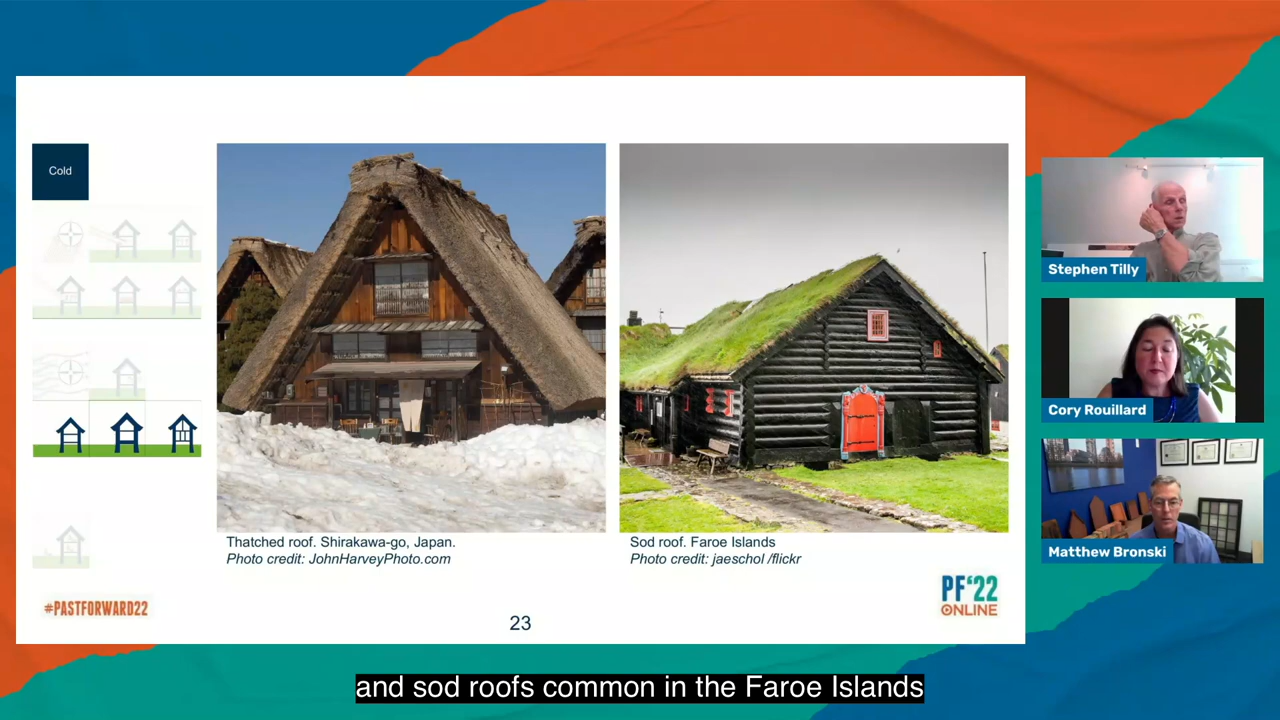 Cold
Thatched roof. Shirakawa-go, Japan.
Photo credit: JohnHarveyPhoto.com
Sod roof. Faroe Islands
Photo credit: jaeschol /flickr
#PASTFORWARD22
23
PF'22
ONLINE
Stephen Tilly
Cory Rouillard
Matthew Bronski
and sod roofs common in the Faroe Islands